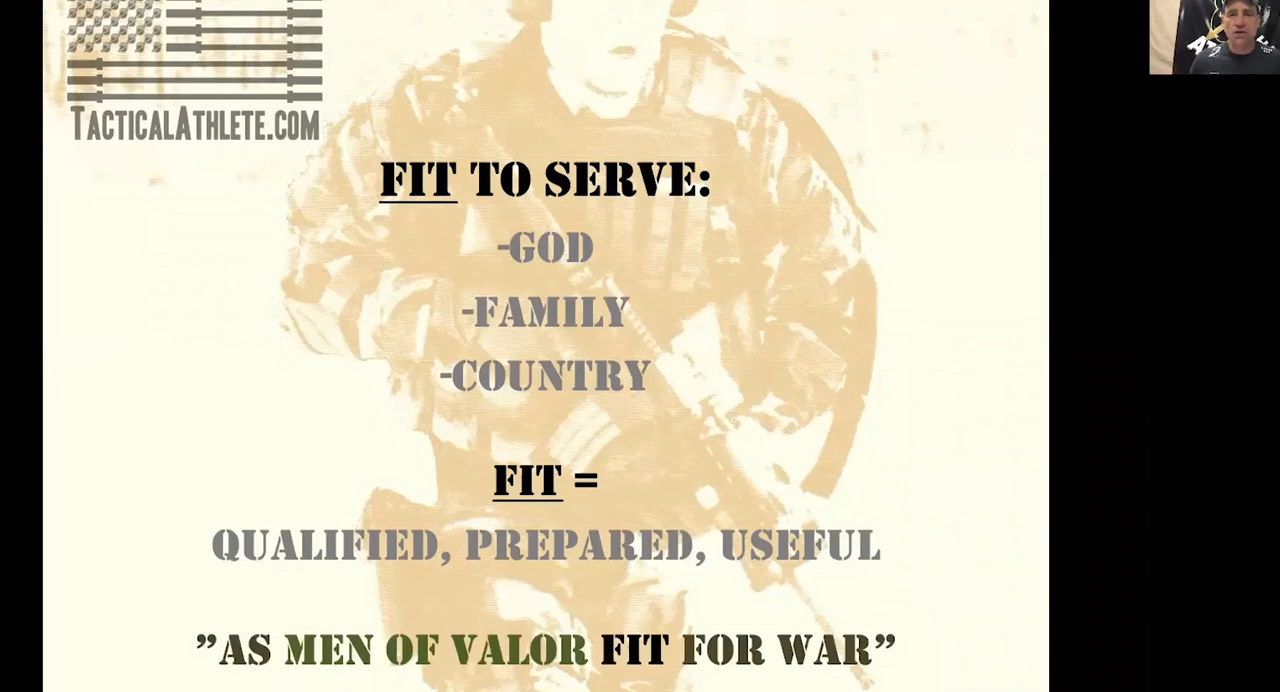 TACTICALATHLETE.COM
FIT TO SERVE:
-GOD
-FAMILY
-COUNTRY
FIT =
QUALIFIED, PREPARED, USEFUL
”AS MEN OF VALOR FIT FOR WAR”